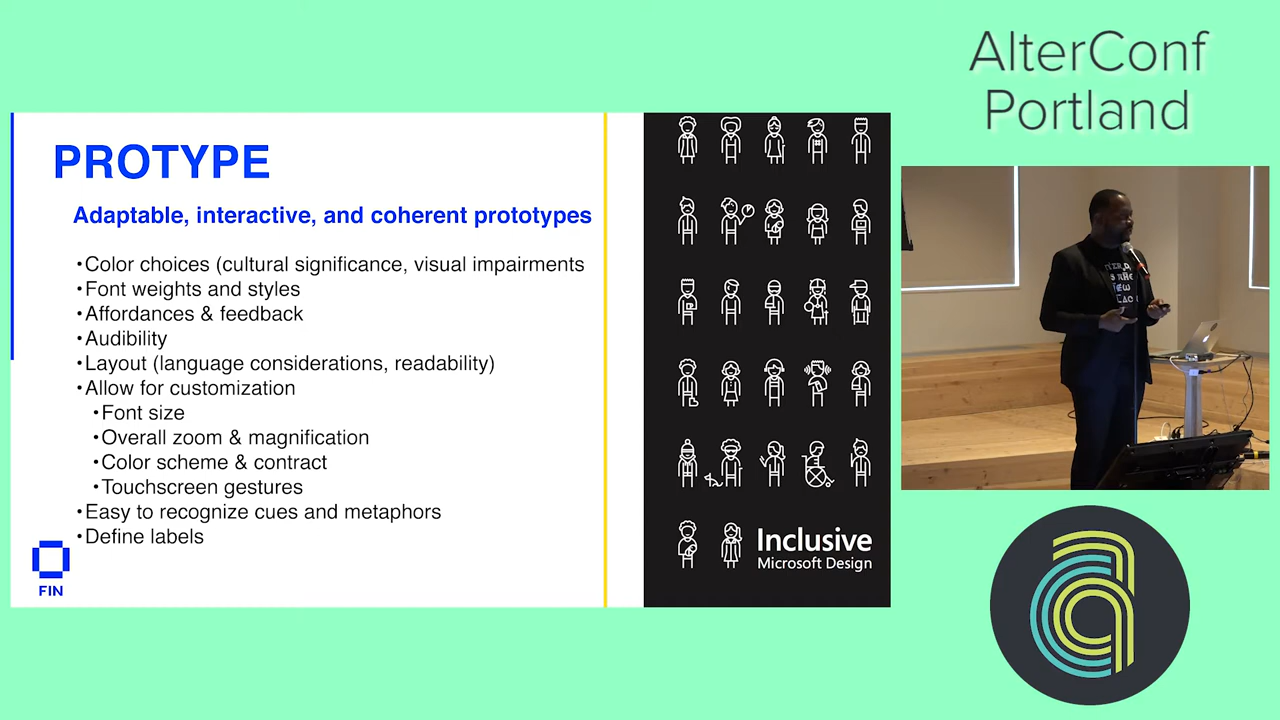 AlterConf
Portland
PROTYPE
Adaptable, interactive, and coherent prototypes
•Color choices (cultural significance, visual impairments
•Font weights and styles
•Affordances & feedback
•Audibility
•Layout (language considerations, readability)
•Allow for customization
•Font size
•Overall zoom & magnification
•Color scheme & contract
•Touchscreen gestures
•Easy to recognize cues and metaphors
•Define labels
FIN
Inclusive
Microsoft Design